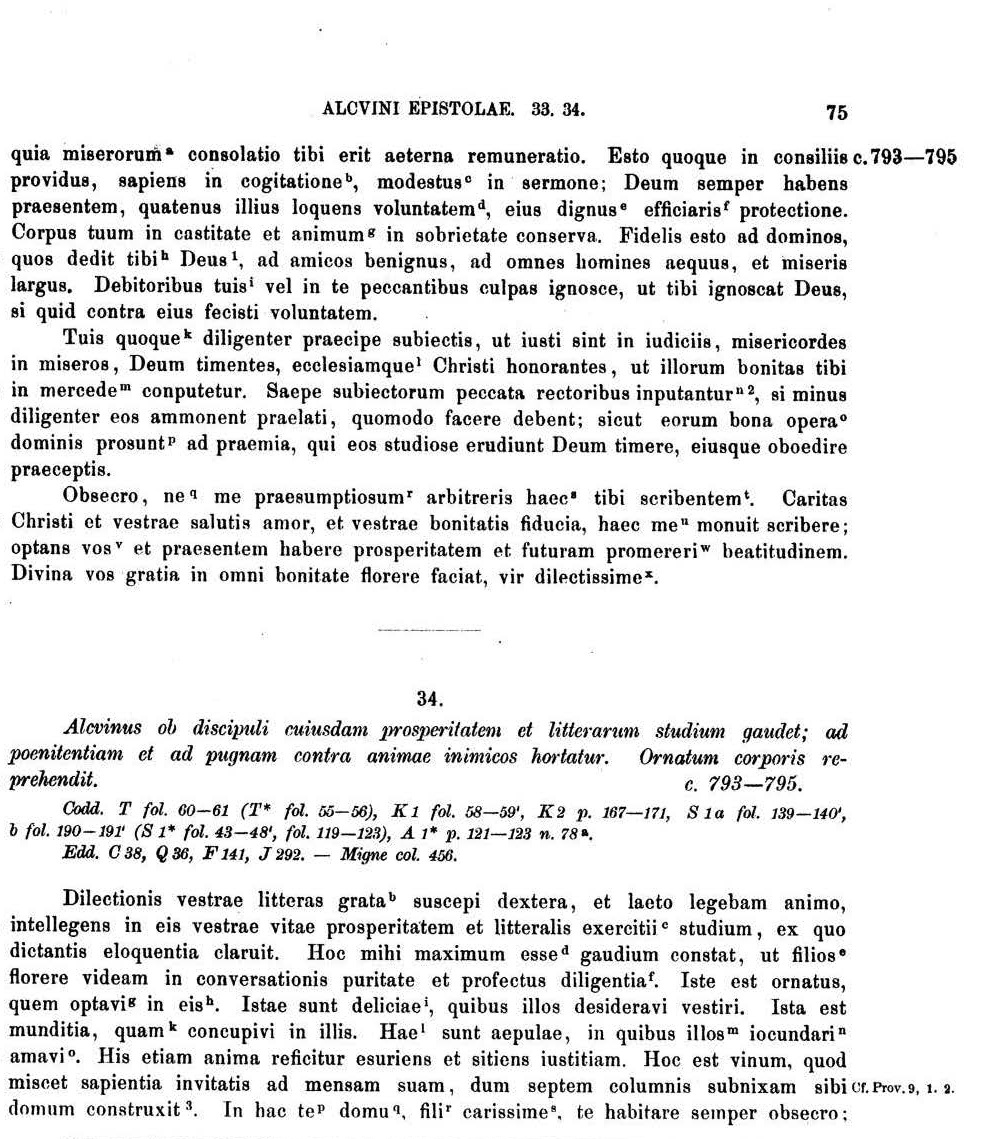 ALCVINI EPISTOLAE. 33. 34. 75
quia miserorum ᵃ consolatio tibi erit aeterna remuneratio. Esto quoque in consiliis c. 793—795
providus, sapiens in cogitatione ᵇ, modestus ᶜ in sermone; Deum semper habens
praesentem, quatenus illius loquens voluntatem ᵈ, eius dignus ᵉ efficiaris ᶠ protectione.
Corpus tuum in castitate et animum ᵍ in sobrietate conserva. Fidelis esto ad dominos,
quos dedit tibi ʰ Deus ¹, ad amicos benignus, ad omnes homines aequus, et miseris
largus. Debitoribus tuis ⁱ vel in te peccantibus culpas ignosce, ut tibi ignoscat Deus,
si quid contra eius fecisti voluntatem.
Tuis quoque ᵏ diligenter praecipe subiectis, ut iusti sint in iudiciis, misericordes
in miseros, Deum timentes, ecclesiamque ˡ Christi honorantes, ut illorum bonitas tibi
in mercede ᵐ conputetur. Saepe subiectorum peccata rectoribus inputantur ⁿ ², si minus
diligenter eos ammonent praelati, quomodo facere debent; sicut eorum bona opera ᵒ
dominis prosunt ᵖ ad praemia, qui eos studiose erudiunt Deum timere, eiusque oboedire
praeceptis.
Obsecro, ne q me praesumptiosum ʳ arbitreris haec ˢ tibi scribentem ᵗ. Caritas
Christi et vestrae salutis amor, et vestrae bonitatis fiducia, haec me ᵘ monuit scribere;
optans vos ᵛ et praesentem habere prosperitatem et futuram promereri ʷ beatitudinem.
Divina vos gratia in omni bonitate florere faciat, vir dilectissime ˣ.
34.
Alcvinus ob discipuli cuiusdam prosperitatem et litterarum studium gaudet; ad
poenitentiam et ad pugnam contra animae inimicos hortatur. Ornatum corporis re-
prehendit. c. 793—795.
Codd. T fol. 60—61 (T* fol. 55—56), K 1 fol. 58—59', K 2 p. 167—171, S 1a fol. 139—140',
b fol. 190—191' (S 1* fol. 43—48', fol. 119—123), A 1* p. 121—123 n. 78 ᵃ.
Edd. C 38, Q 36, F 141, J 292. — Migne col. 456.
Dilectionis vestrae litteras grata ᵇ suscepi dextera, et laeto legebam animo,
intellegens in eis vestrae vitae prosperitatem et litteralis exercitii ᶜ studium, ex quo
dictantis eloquentia claruit. Hoc mihi maximum esse ᵈ gaudium constat, ut filios ᵉ
florere videam in conversationis puritate et profectus diligentia ᶠ. Iste est ornatus,
quem optavi ᵍ in eis ʰ. Istae sunt deliciae ⁱ, quibus illos desideravi vestiri. Ista est
munditia, quam ᵏ concupivi in illis. Hae ˡ sunt aepulae, in quibus illos ᵐ iocundari ⁿ
amavi ᵒ. His etiam anima reficitur esuriens et sitiens iustitiam. Hoc est vinum, quod
miscet sapientia invitatis ad mensam suam, dum septem columnis subnixam sibi Cf. Prov. 9, 1. 2.
domum construxit ³. In hac te ᵖ domu q, fili ʳ carissime ˢ, te habitare semper obsecro;